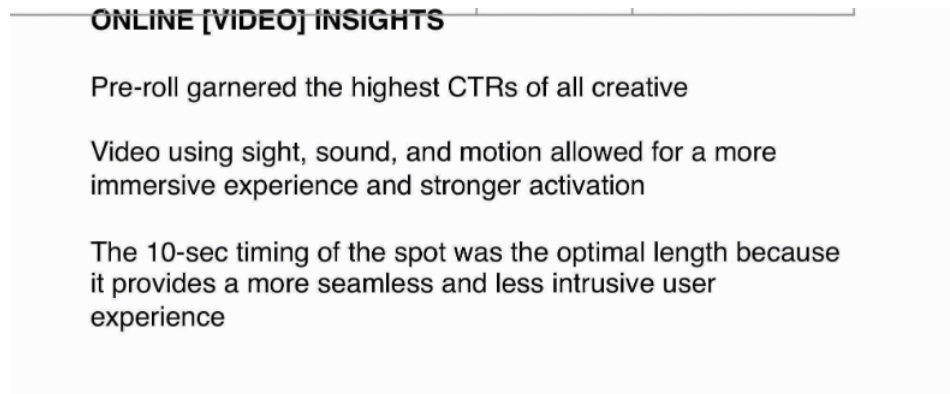 ONLINE [VIDEO] INSIGHTS
Pre-roll garnered the highest CTRs of all creative
Video using sight, sound, and motion allowed for a more
immersive experience and stronger activation
The 10-sec timing of the spot was the optimal length because
it provides a more seamless and less intrusive user
experience